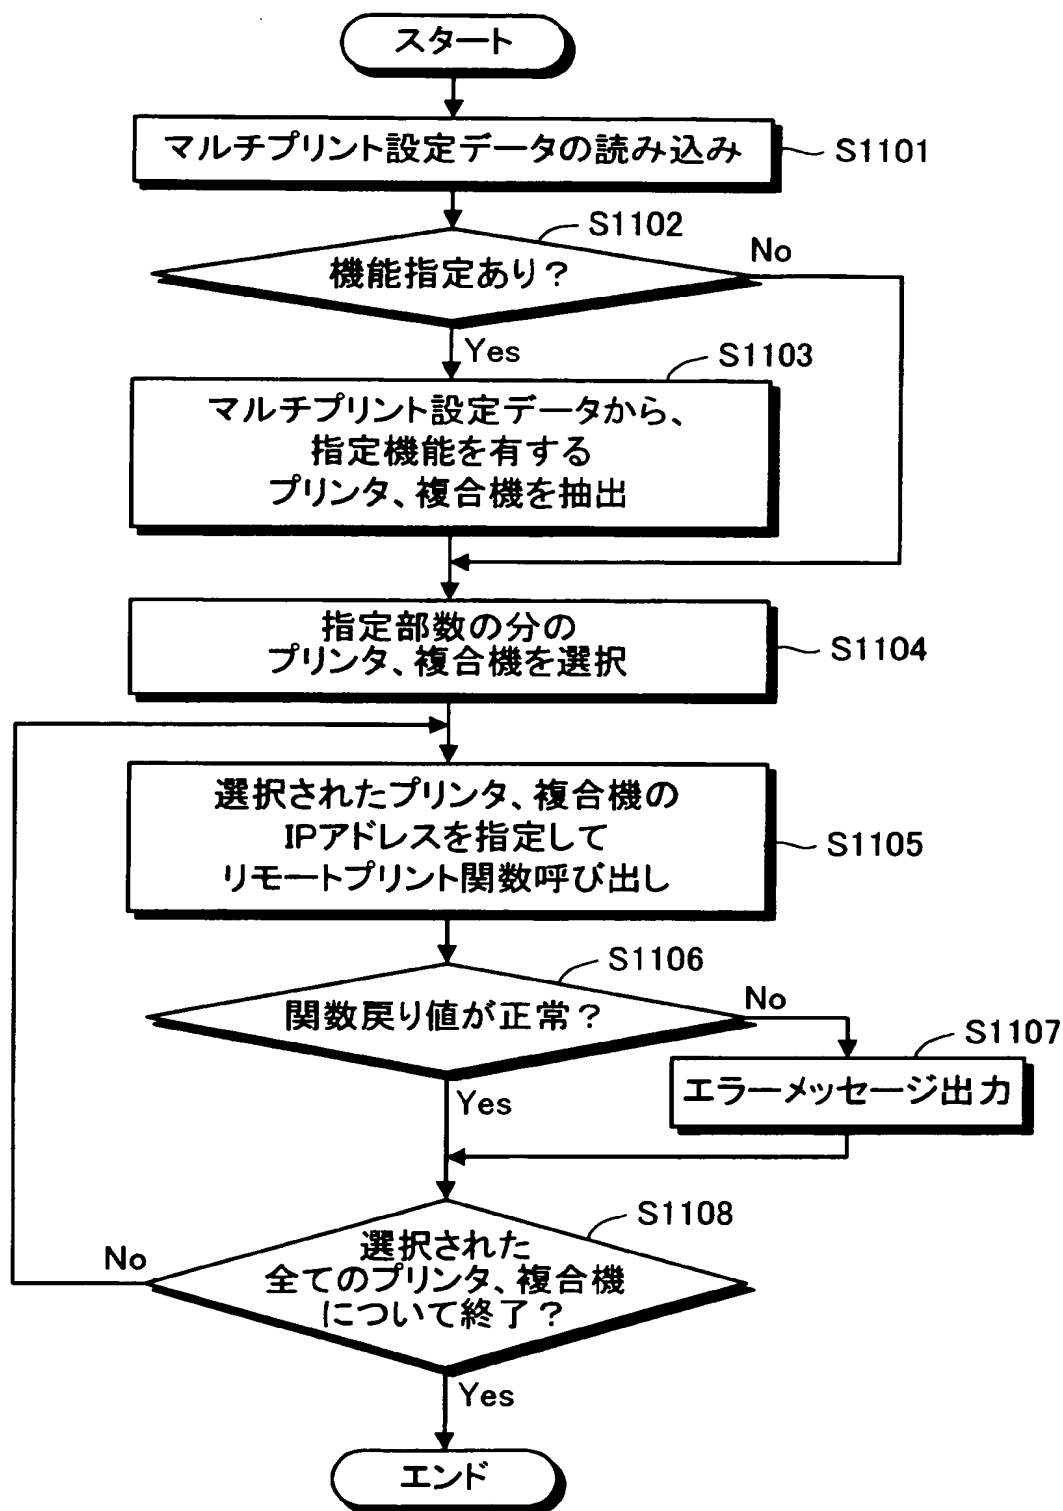 スタート
マルチプリント設定データの読み込み
S1101
S1102
機能指定あり？
No
Yes
S1103
マルチプリント設定データから、
指定機能を有する
プリンタ、複合機を抽出
指定部数の分の
プリンタ、複合機を選択
S1104
選択されたプリンタ、複合機の
IPアドレスを指定して
リモートプリント関数呼び出し
S1105
S1106
関数戻り値が正常？
No
S1107
エラーメッセージ出力
Yes
S1108
選択された
全てのプリンタ、複合機
について終了？
No
Yes
エンド